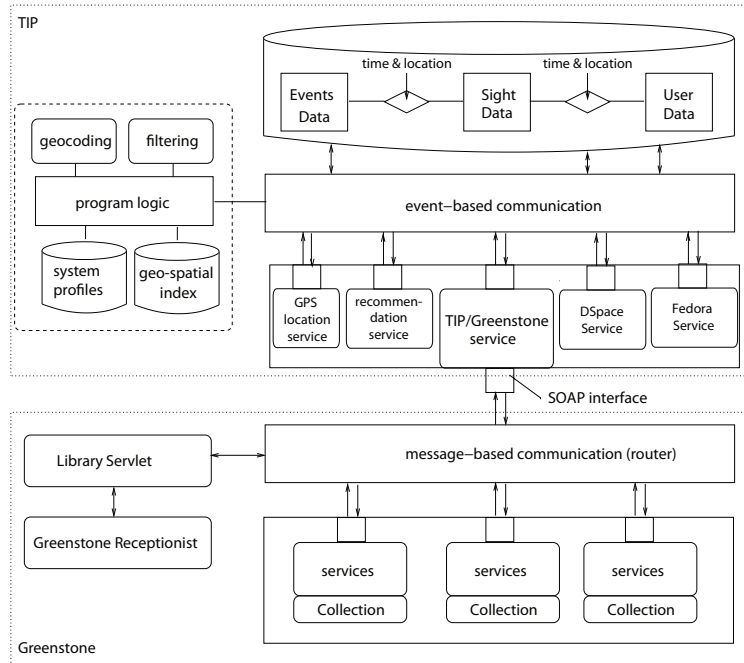 TIP
time & location
time & location
Events
Data
Sight
Data
User
Data
geocoding
filtering
program logic
system
profiles
geo-spatial
index
event−based communication
GPS
location
service
recommen-
dation
service
TIP/Greenstone
service
DSpace
Service
Fedora
Service
SOAP interface
Library Servlet
message−based communication (router)
Greenstone Receptionist
services
Collection
services
Collection
services
Collection
Greenstone